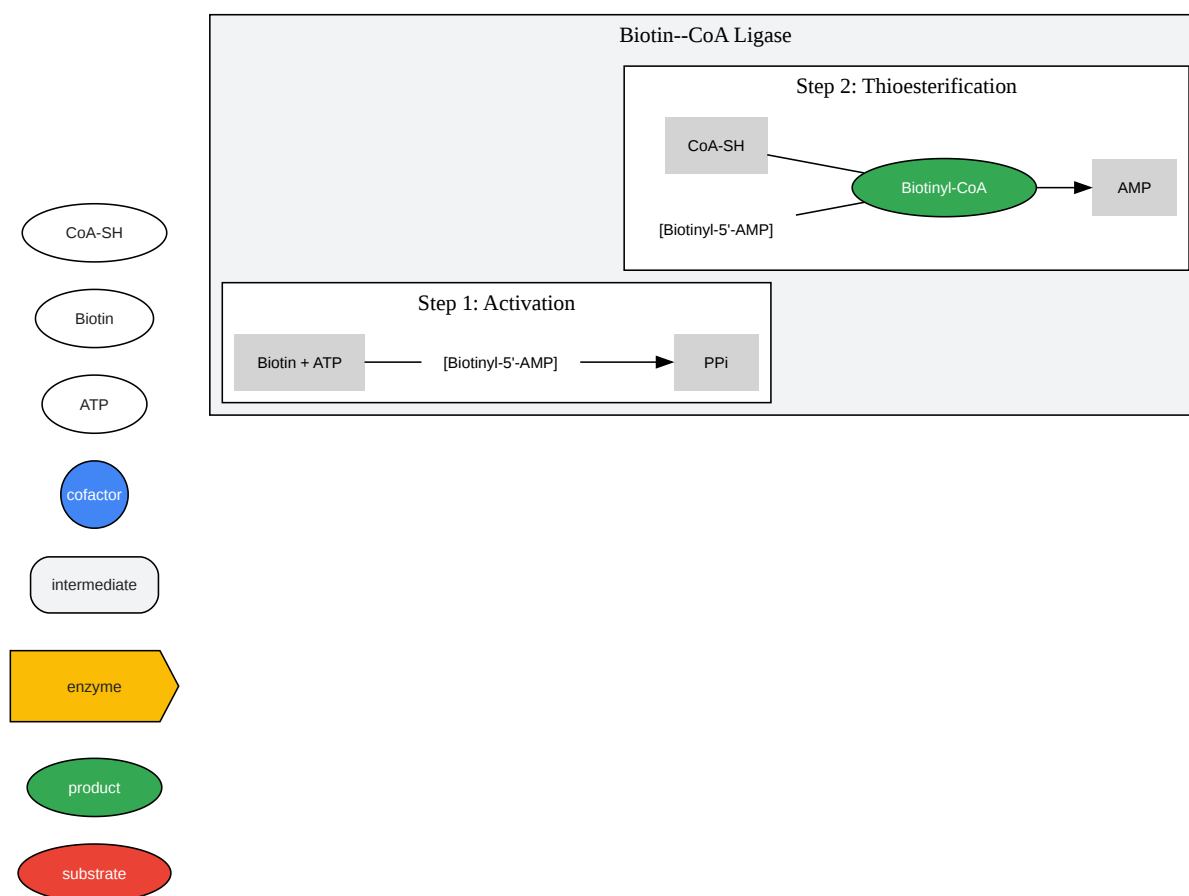 Biotin--CoA Ligase
Step 2: Thioesterification
CoA-SH
Biotinyl-CoA
AMP
[Biotinyl-5'-AMP]
Step 1: Activation
Biotin + ATP
[Biotinyl-5'-AMP]
PPi
CoA-SH
Biotin
ATP
cofactor
intermediate
enzyme
product
substrate